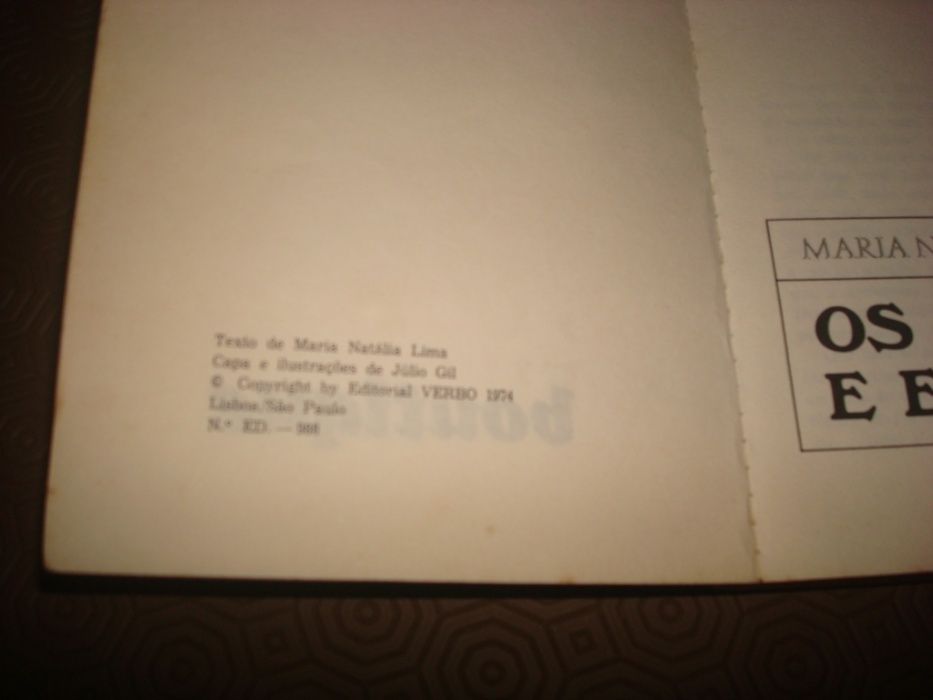 Texto de Maria Natália Lima
Capa e ilustrações de Júlio Gil
© Copyright by Editorial VERBO 1974
Lisboa/São Paulo
N.º ED. —
MARIA N
OS
E E